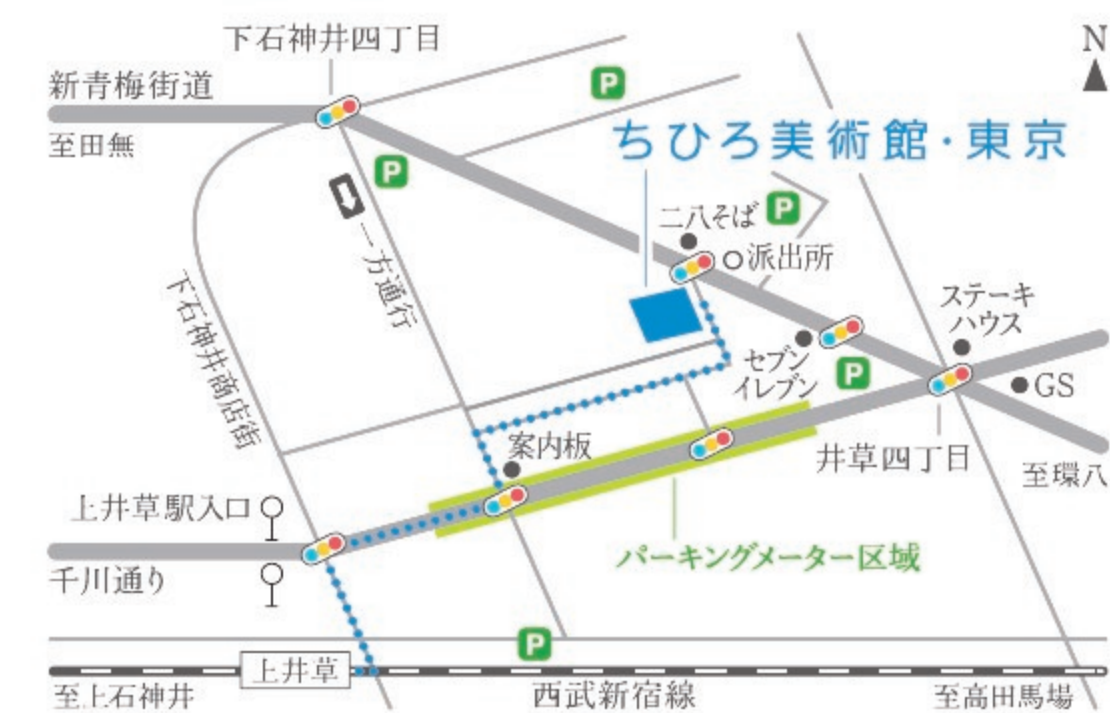 下石神井四丁目
N
新青梅街道
至田無
P
P
ちひろ美術館・東京
一方通行
二八そば
P
派出所
下石神井商店街
ステーキ
ハウス
セブン
イレブン
P
GS
案内板
井草四丁目
至環八
上井草駅入口
千川通り
パーキングメーター区域
P
上井草
至上石神井
西武新宿線
至高田馬場